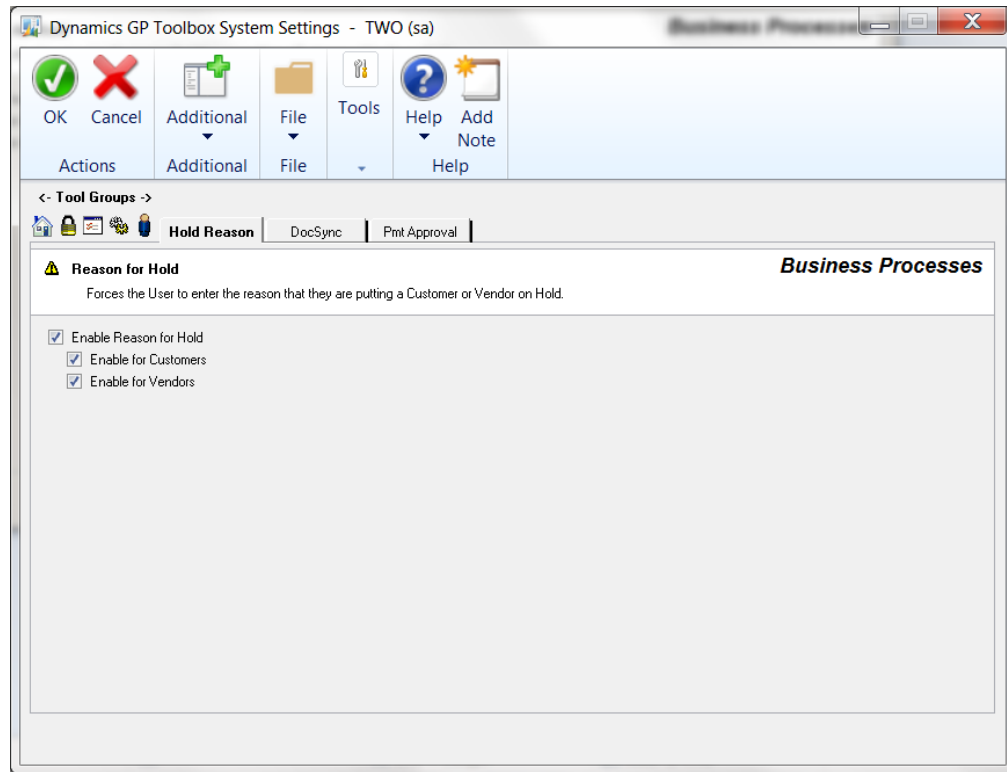 Dynamics GP Toolbox System Settings - TWO (sa)
Business Processes
OK Cancel Additional File Tools Help Add Note
Actions Additional File Help
<- Tool Groups ->
Hold Reason DocSync Pmt Approval
Reason for Hold
Business Processes
Forces the User to enter the reason that they are putting a Customer or Vendor on Hold.
Enable Reason for Hold
Enable for Customers
Enable for Vendors